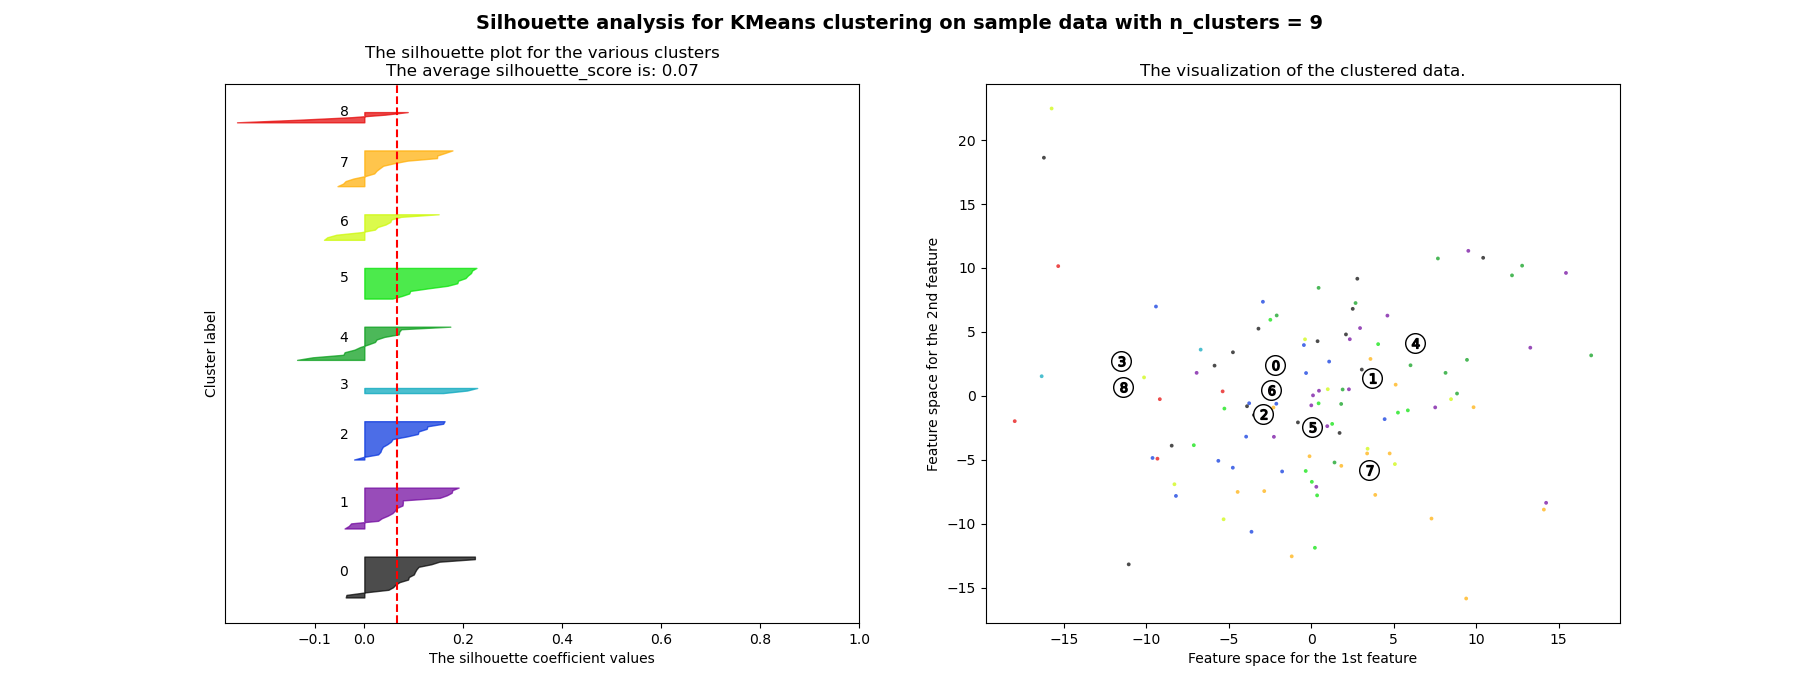 Silhouette analysis for KMeans clustering on sample data with n_clusters = 9
The silhouette plot for the various clusters
The average silhouette_score is: 0.07
8
7
6
5
4
3
2
1
0
Cluster label
−0.1 0.0 0.2 0.4 0.6 0.8 1.0
The silhouette coefficient values
The visualization of the clustered data.
20
15
10
5
0
−5
−10
−15
Feature space for the 2nd feature
4
3
0
1
8
6
2
5
7
−15 −10 −5 0 5 10 15
Feature space for the 1st feature